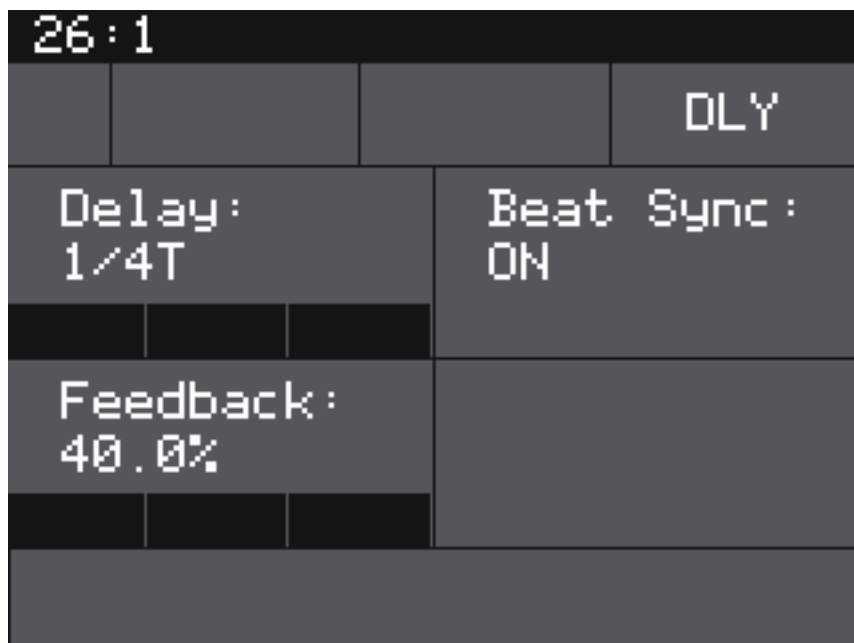 26:1
DLY
Delay:
1/4T
Beat Sync:
ON
Feedback:
40.0%